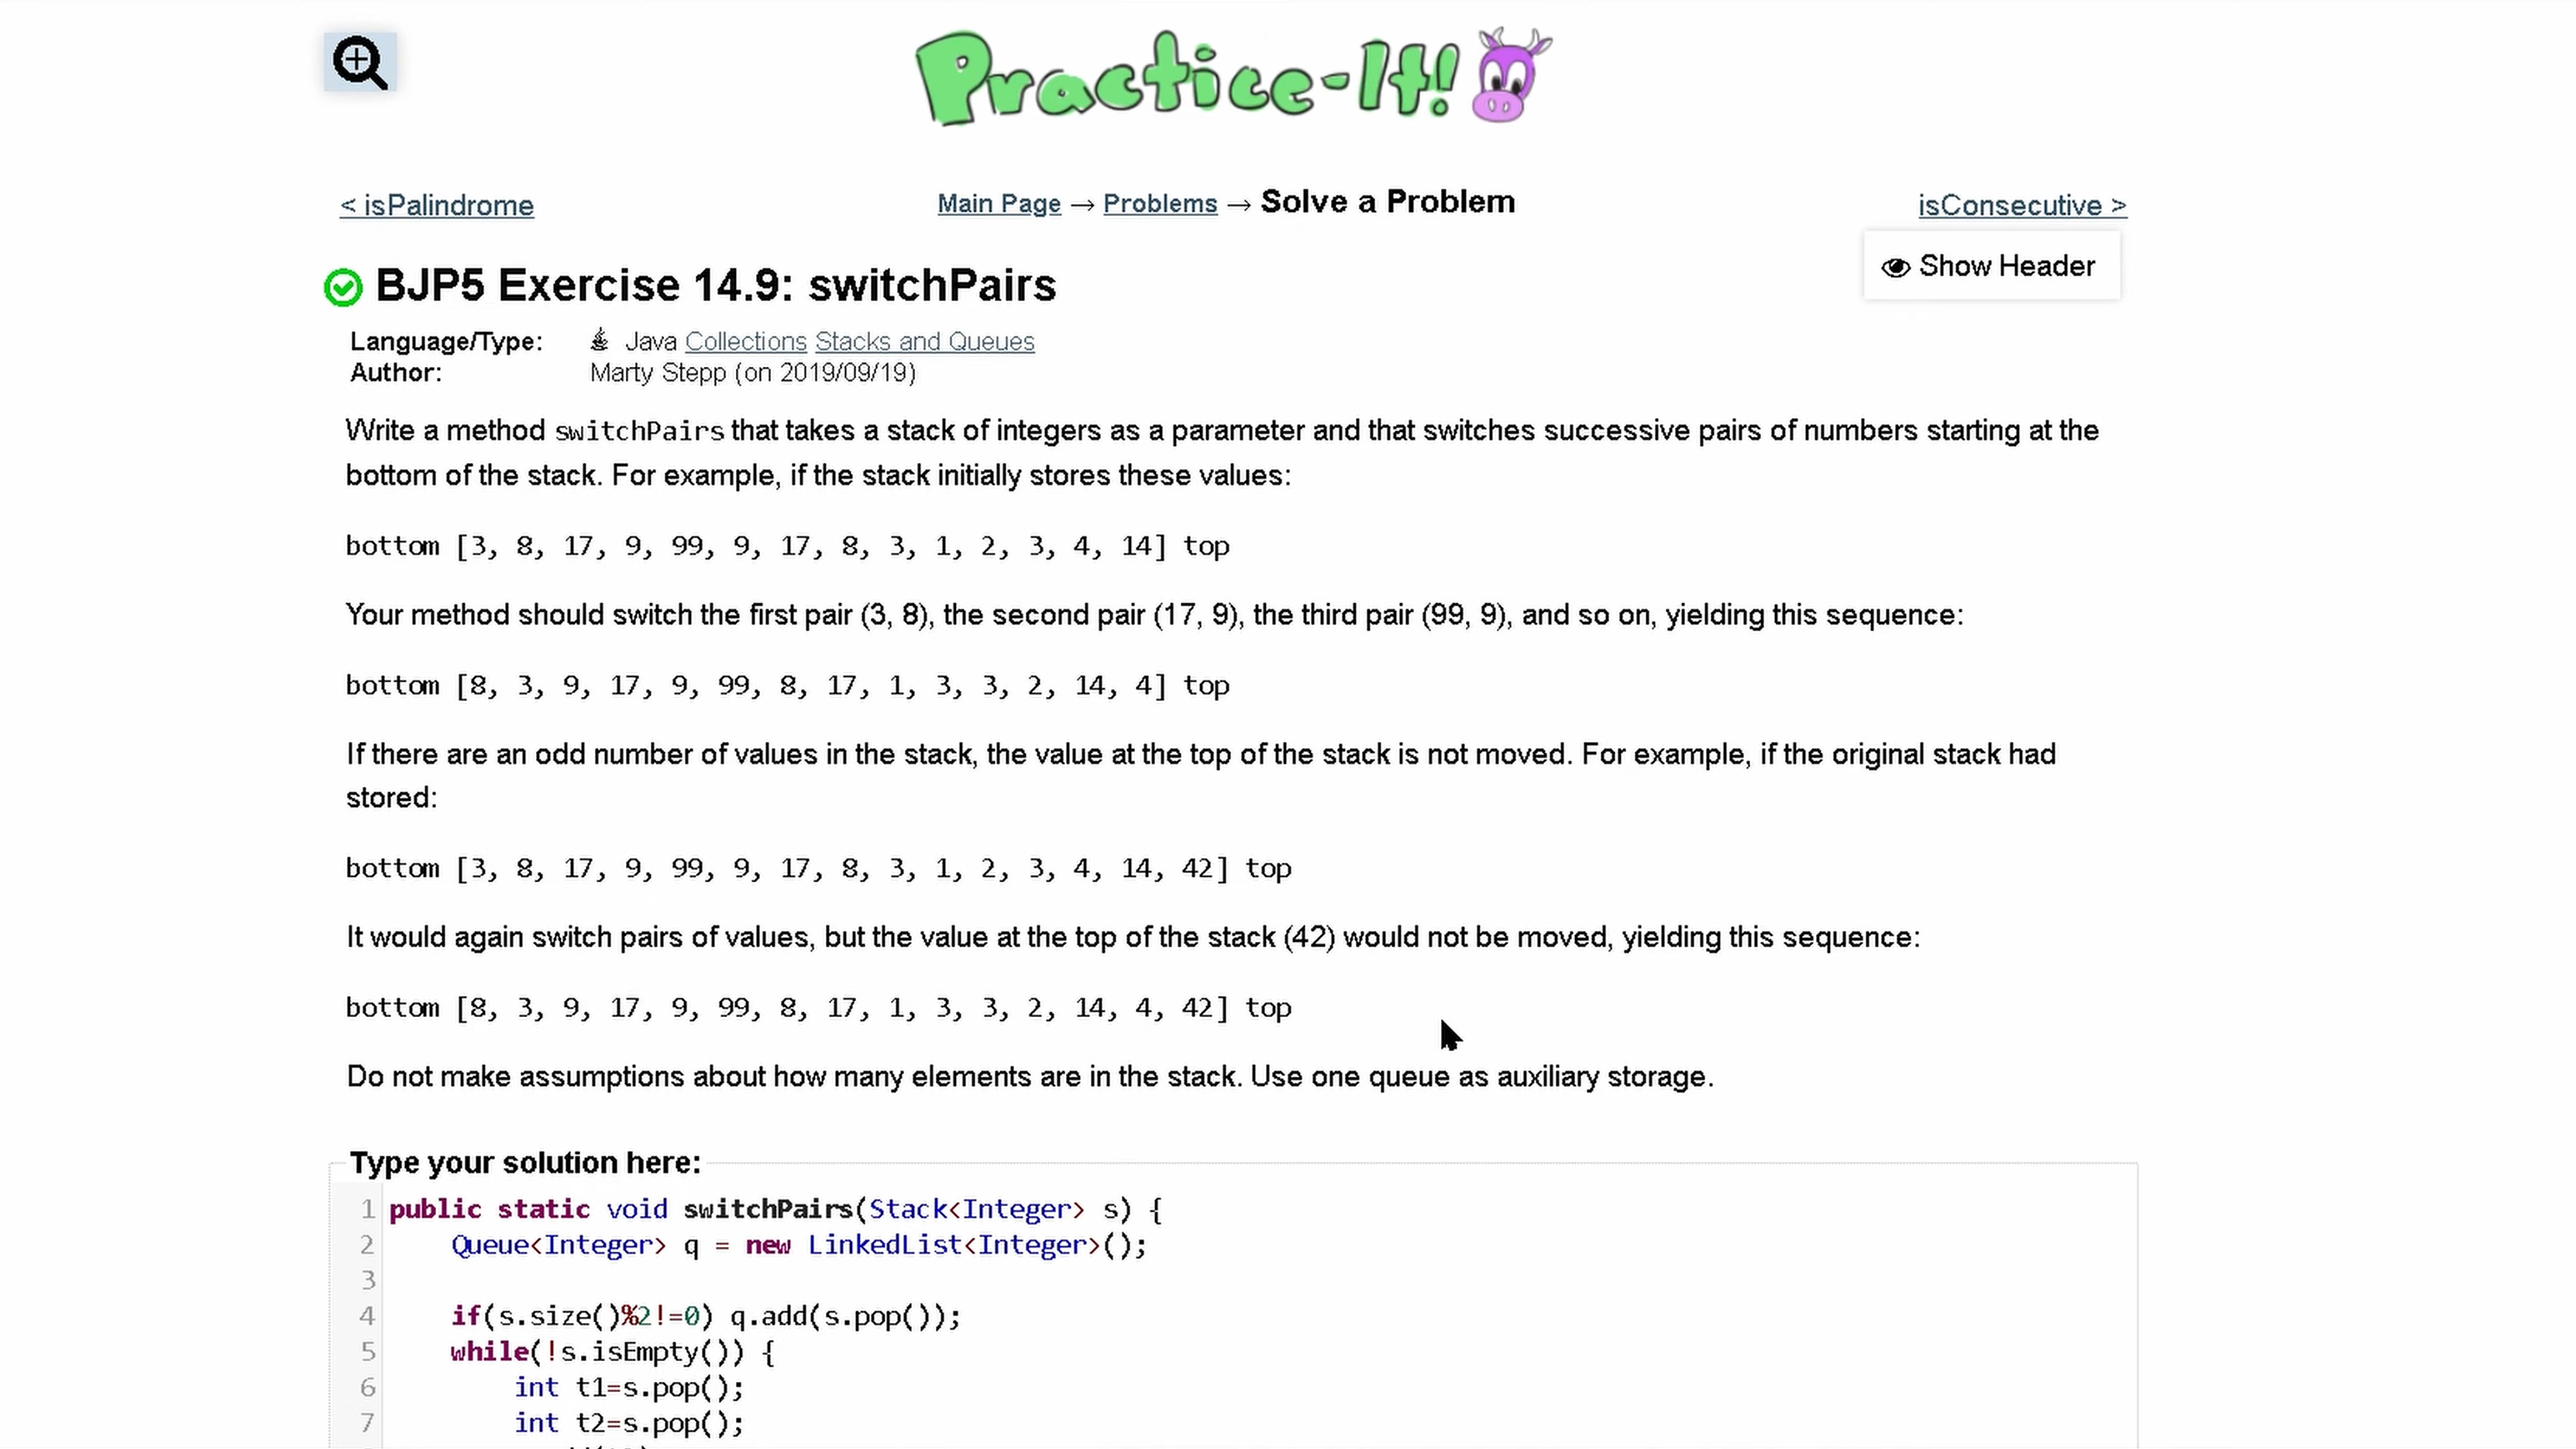 Practice-It!
< isPalindrome
Main Page → Problems → Solve a Problem
isConsecutive >
Show Header
BJP5 Exercise 14.9: switchPairs
Language/Type: Java Collections Stacks and Queues
Author: Marty Stepp (on 2019/09/19)
Write a method switchPairs that takes a stack of integers as a parameter and that switches successive pairs of numbers starting at the
bottom of the stack. For example, if the stack initially stores these values:
bottom [3, 8, 17, 9, 99, 9, 17, 8, 3, 1, 2, 3, 4, 14] top
Your method should switch the first pair (3, 8), the second pair (17, 9), the third pair (99, 9), and so on, yielding this sequence:
bottom [8, 3, 9, 17, 9, 99, 8, 17, 1, 3, 3, 2, 14, 4] top
If there are an odd number of values in the stack, the value at the top of the stack is not moved. For example, if the original stack had
stored:
bottom [3, 8, 17, 9, 99, 9, 17, 8, 3, 1, 2, 3, 4, 14, 42] top
It would again switch pairs of values, but the value at the top of the stack (42) would not be moved, yielding this sequence:
bottom [8, 3, 9, 17, 9, 99, 8, 17, 1, 3, 3, 2, 14, 4, 42] top
Do not make assumptions about how many elements are in the stack. Use one queue as auxiliary storage.
Type your solution here:
1 public static void switchPairs(Stack<Integer> s) {
2 Queue<Integer> q = new LinkedList<Integer>();
3
4 if(s.size()%2!=0) q.add(s.pop());
5 while(!s.isEmpty()) {
6 int t1=s.pop();
7 int t2=s.pop();